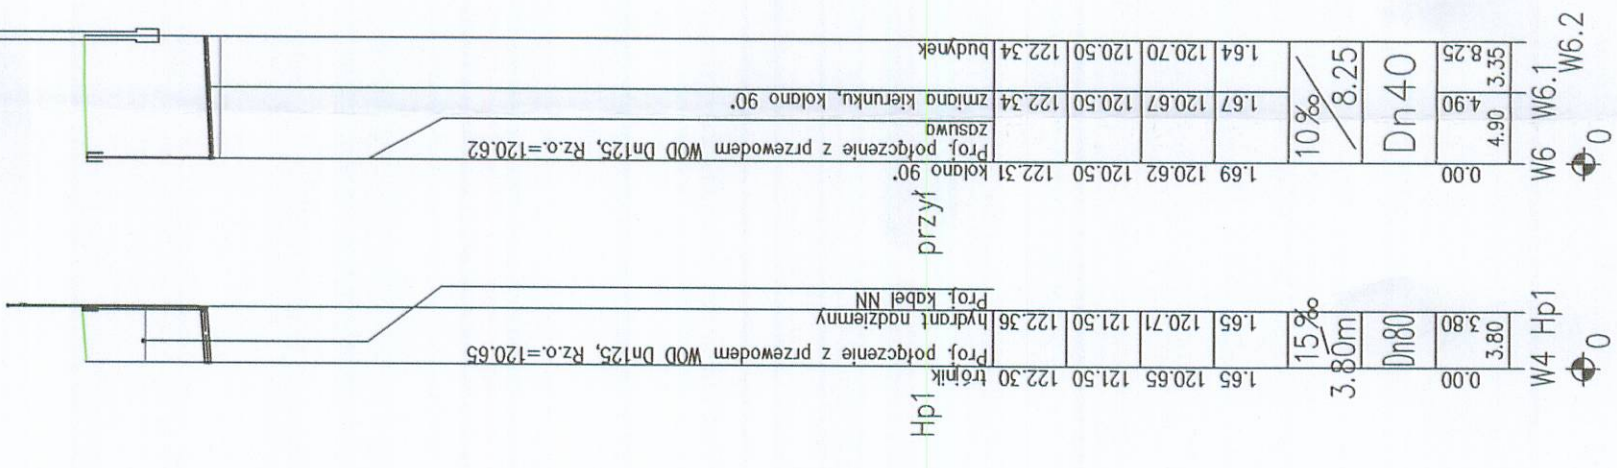 przył
Proj. połączenie z przewodem WOD Dn125, Rz.o.=120.62
zasuwa
kolano 90°
zmiana kierunku, kolano 90°
budynek
122.31 122.34 122.34
120.50 120.50 120.50
120.62 120.67 120.70
1.69 1.67 1.64
10‰
8.25
Dn40
0.00 4.90 8.25
4.90 3.35
W6 W6.1 W6.2
0
Hp1
Proj. połączenie z przewodem WOD Dn125, Rz.o.=120.65
Proj. kabel NN
trójnik
hydrant nadziemny
122.30 122.36
121.50 121.50
120.65 120.71
1.65 1.65
15‰
3.80m
Dn80
0.00 3.80
3.80
W4 Hp1
0